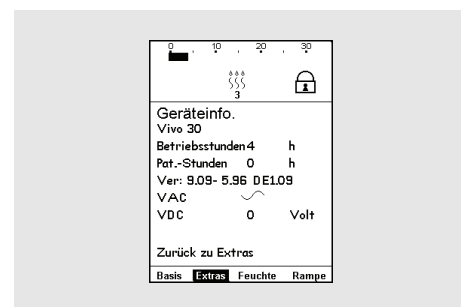 0 10 20 30
3
Geräteinfo.
Vivo 30
Betriebsstunden 4 h
Pat.-Stunden 0 h
Ver: 9.09- 5.96 DE1.09
VAC
VDC 0 Volt
Zurück zu Extras
Basis Extras Feuchte Rampe